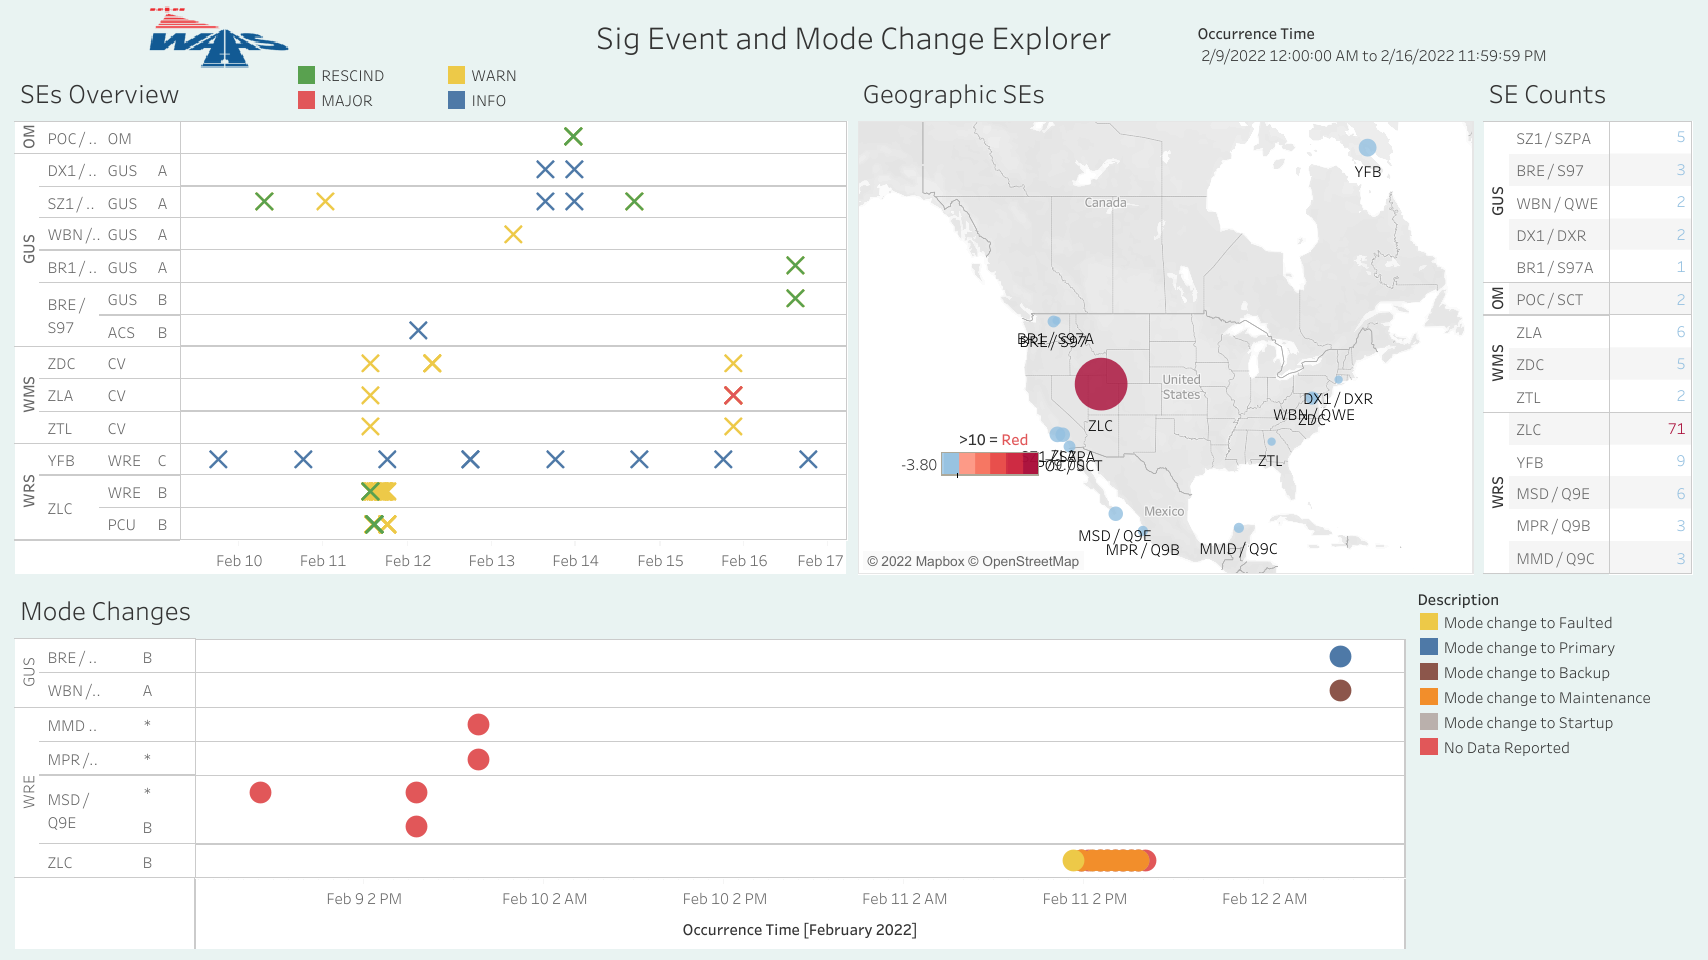 WAAS
Sig Event and Mode Change Explorer
Occurrence Time
2/9/2022 12:00:00 AM to 2/16/2022 11:59:59 PM
RESCIND
WARN
MAJOR
INFO
SEs Overview
OM
POC / .. OM
GUS
DX1 / .. GUS A
SZ1 / .. GUS A
WBN /.. GUS A
BR1 / .. GUS A
BRE /
S97
GUS B
ACS B
WMS
ZDC CV
ZLA CV
ZTL CV
WRS
YFB WRE C
ZLC
WRE B
PCU B
Feb 10 Feb 11 Feb 12 Feb 13 Feb 14 Feb 15 Feb 16 Feb 17
Geographic SEs
YFB
Canada
BR1 / S97A
BRE / S97
United
States
ZLC
DX1 / DXR
WBN / QWE
ZDC
>10 = Red
-3.80
ZTL
Mexico
MSD / Q9E
MPR / Q9B
MMD / Q9C
© 2022 Mapbox © OpenStreetMap
SE Counts
GUS
SZ1 / SZPA 5
BRE / S97 3
WBN / QWE 2
DX1 / DXR 2
BR1 / S97A 1
OM
POC / SCT 2
WMS
ZLA 6
ZDC 5
ZTL 2
WRS
ZLC 71
YFB 9
MSD / Q9E 6
MPR / Q9B 3
MMD / Q9C 3
Mode Changes
GUS
BRE / .. B
WBN /.. A
WRE
MMD .. *
MPR /.. *
MSD /
Q9E
*
B
ZLC B
Feb 9 2 PM Feb 10 2 AM Feb 10 2 PM Feb 11 2 AM Feb 11 2 PM Feb 12 2 AM
Occurrence Time [February 2022]
Description
Mode change to Faulted
Mode change to Primary
Mode change to Backup
Mode change to Maintenance
Mode change to Startup
No Data Reported